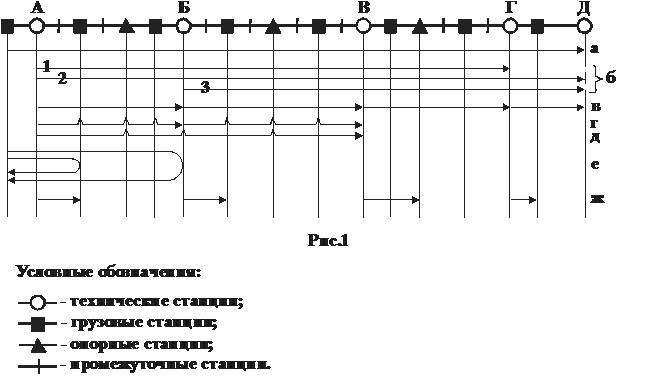 А Б В Г Д
а
1
2
б
3
в
г
д
е
ж
Рис.1
Условные обозначения:
- технические станции;
- грузовые станции;
- опорные станции;
- промежуточные станции.